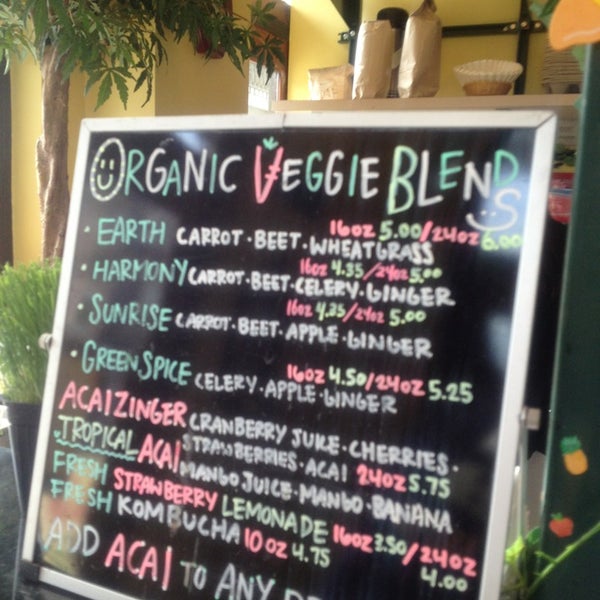 ORGANIC VEGGIE BLENDS
16OZ 5.00/24OZ 6.00
• EARTH CARROT • BEET • WHEATGRASS
16OZ 4.35/24OZ 5.00
• HARMONY CARROT • BEET • CELERY • GINGER
16OZ 4.35/24OZ 5.00
• SUNRISE CARROT • BEET • APPLE • GINGER
16OZ 4.50/24OZ 5.25
• GREEN SPICE CELERY • APPLE • GINGER
ACAI ZINGER CRANBERRY JUICE • CHERRIES •
STRAWBERRIES • ACAI 24OZ 5.75
TROPICAL ACAI MANGO JUICE • MANGO • BANANA
FRESH STRAWBERRY LEMONADE 16OZ 3.50/24OZ 4.00
FRESH KOMBUCHA 10OZ 4.75
ADD ACAI TO ANY